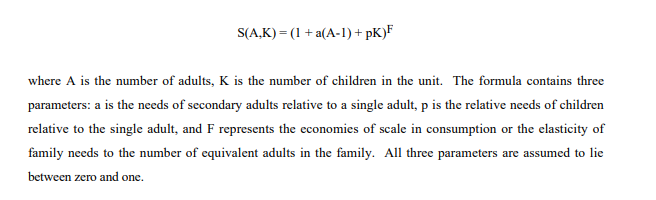 S(A,K) = (1 + a(A-1) + pK)F
where A is the number of adults, K is the number of children in the unit. The formula contains three
parameters: a is the needs of secondary adults relative to a single adult, p is the relative needs of children
relative to the single adult, and F represents the economies of scale in consumption or the elasticity of
family needs to the number of equivalent adults in the family. All three parameters are assumed to lie
between zero and one.